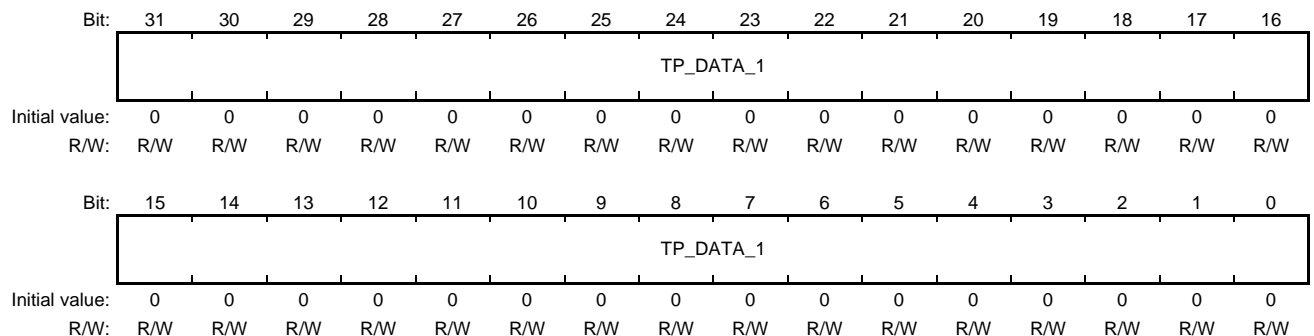 Bit: 31 30 29 28 27 26 25 24 23 22 21 20 19 18 17 16
TP_DATA_1
Initial value: 0 0 0 0 0 0 0 0 0 0 0 0 0 0 0 0
R/W: R/W R/W R/W R/W R/W R/W R/W R/W R/W R/W R/W R/W R/W R/W R/W R/W
Bit: 15 14 13 12 11 10 9 8 7 6 5 4 3 2 1 0
TP_DATA_1
Initial value: 0 0 0 0 0 0 0 0 0 0 0 0 0 0 0 0
R/W: R/W R/W R/W R/W R/W R/W R/W R/W R/W R/W R/W R/W R/W R/W R/W R/W